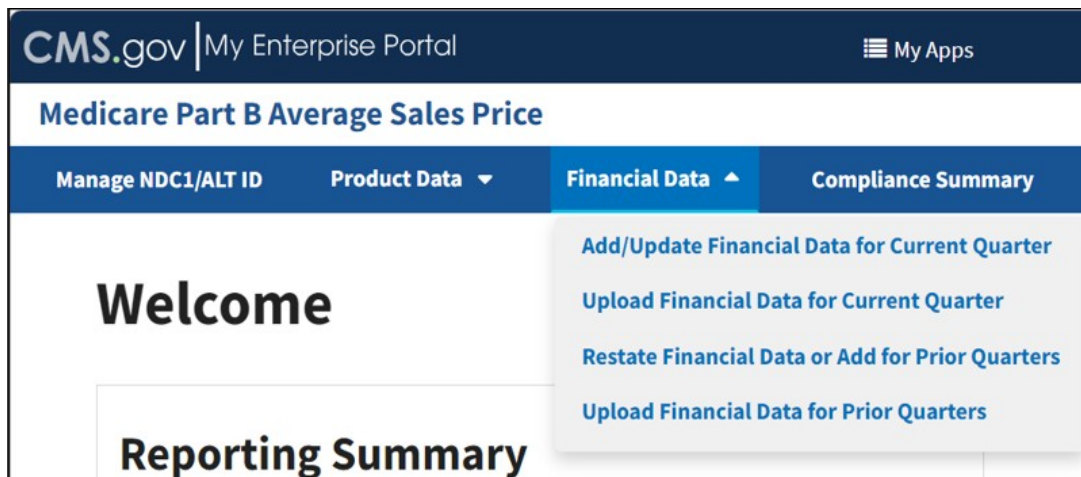 CMS.gov My Enterprise Portal My Apps
Medicare Part B Average Sales Price
Manage NDC1/ALT ID Product Data Financial Data Compliance Summary
Add/Update Financial Data for Current Quarter
Welcome
Upload Financial Data for Current Quarter
Restate Financial Data or Add for Prior Quarters
Upload Financial Data for Prior Quarters
Reporting Summary